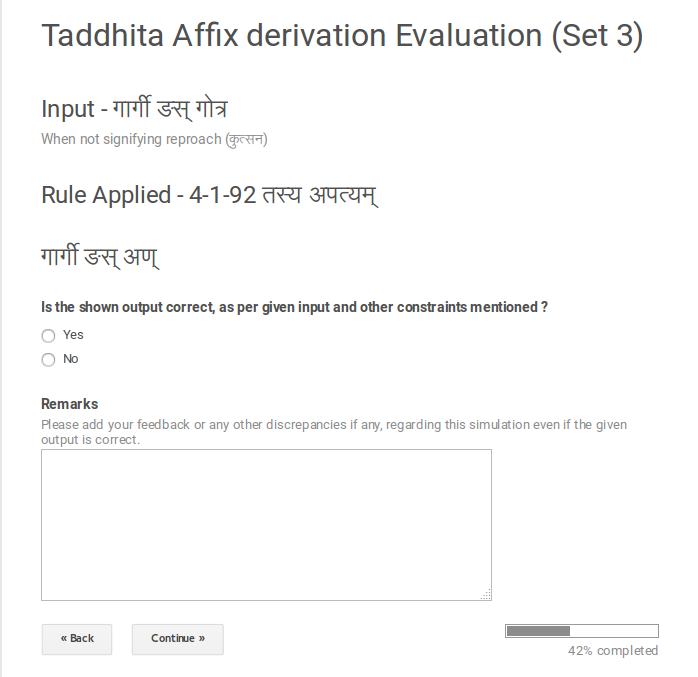 Taddhita Affix derivation Evaluation (Set 3)
Input - गार्गी डस् गोत्र
When not signifying reproach (कुत्सन)
Rule Applied - 4-1-92 तस्य अपत्यम्
गार्गी ङस् अण्
Is the shown output correct, as per given input and other constraints mentioned ?
Yes
No
Remarks
Please add your feedback or any other discrepancies if any, regarding this simulation even if the given
output is correct.
« Back
Continue »
42% completed